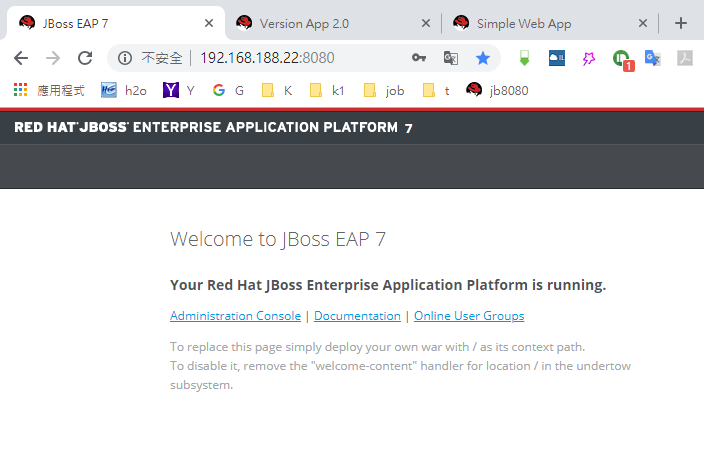 JBoss EAP 7
Version App 2.0
Simple Web App
不安全 | 192.168.188.22:8080
1
應用程式 h2o Y G K k1 job t jb8080
RED HAT® JBOSS® ENTERPRISE APPLICATION PLATFORM 7
Welcome to JBoss EAP 7
Your Red Hat JBoss Enterprise Application Platform is running.
Administration Console | Documentation | Online User Groups
To replace this page simply deploy your own war with / as its context path.
To disable it, remove the "welcome-content" handler for location / in the undertow
subsystem.